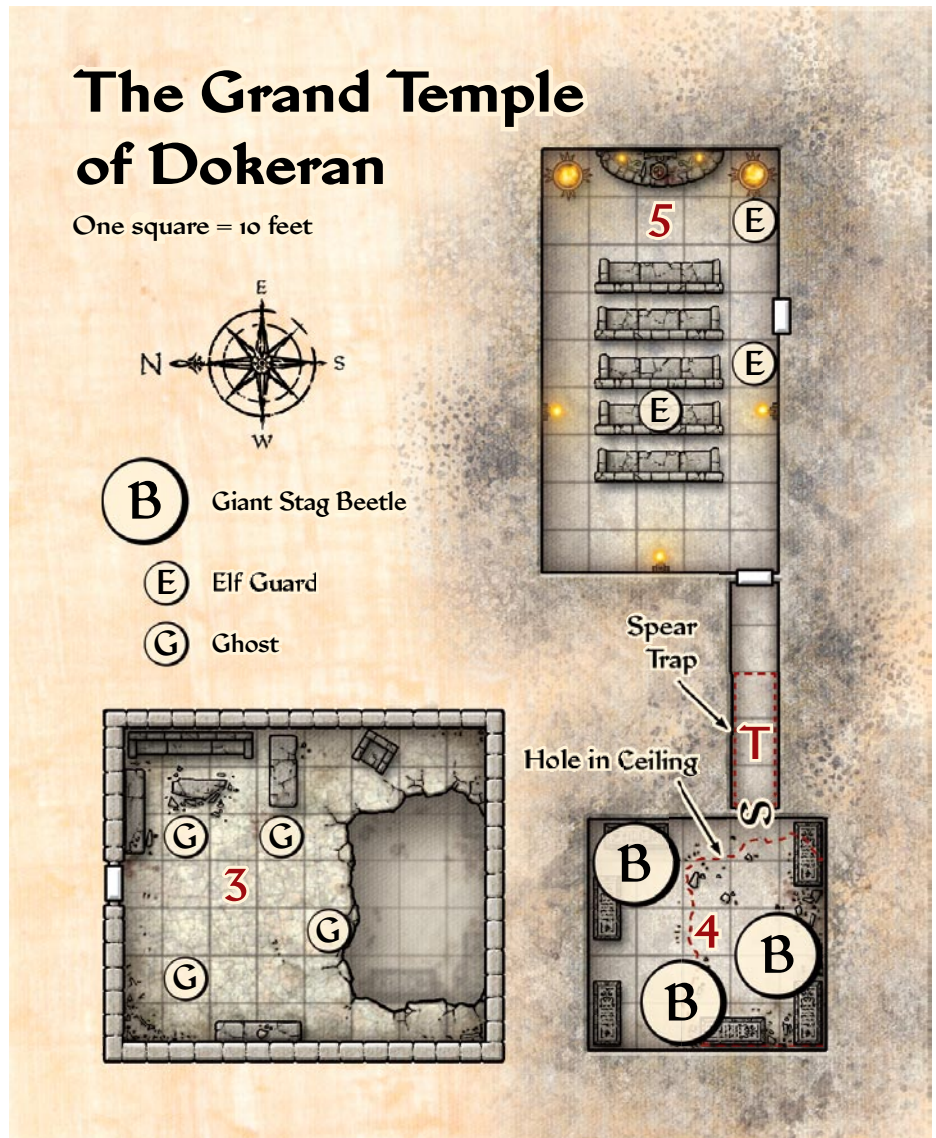 The Grand Temple
of Dokeran
One square = 10 feet
E
N
S
W
B Giant Stag Beetle
E Elf Guard
G Ghost
5
E
E
E
Spear
Trap
T
Hole in Ceiling
S
G
G
3
G
G
B
4
B
B